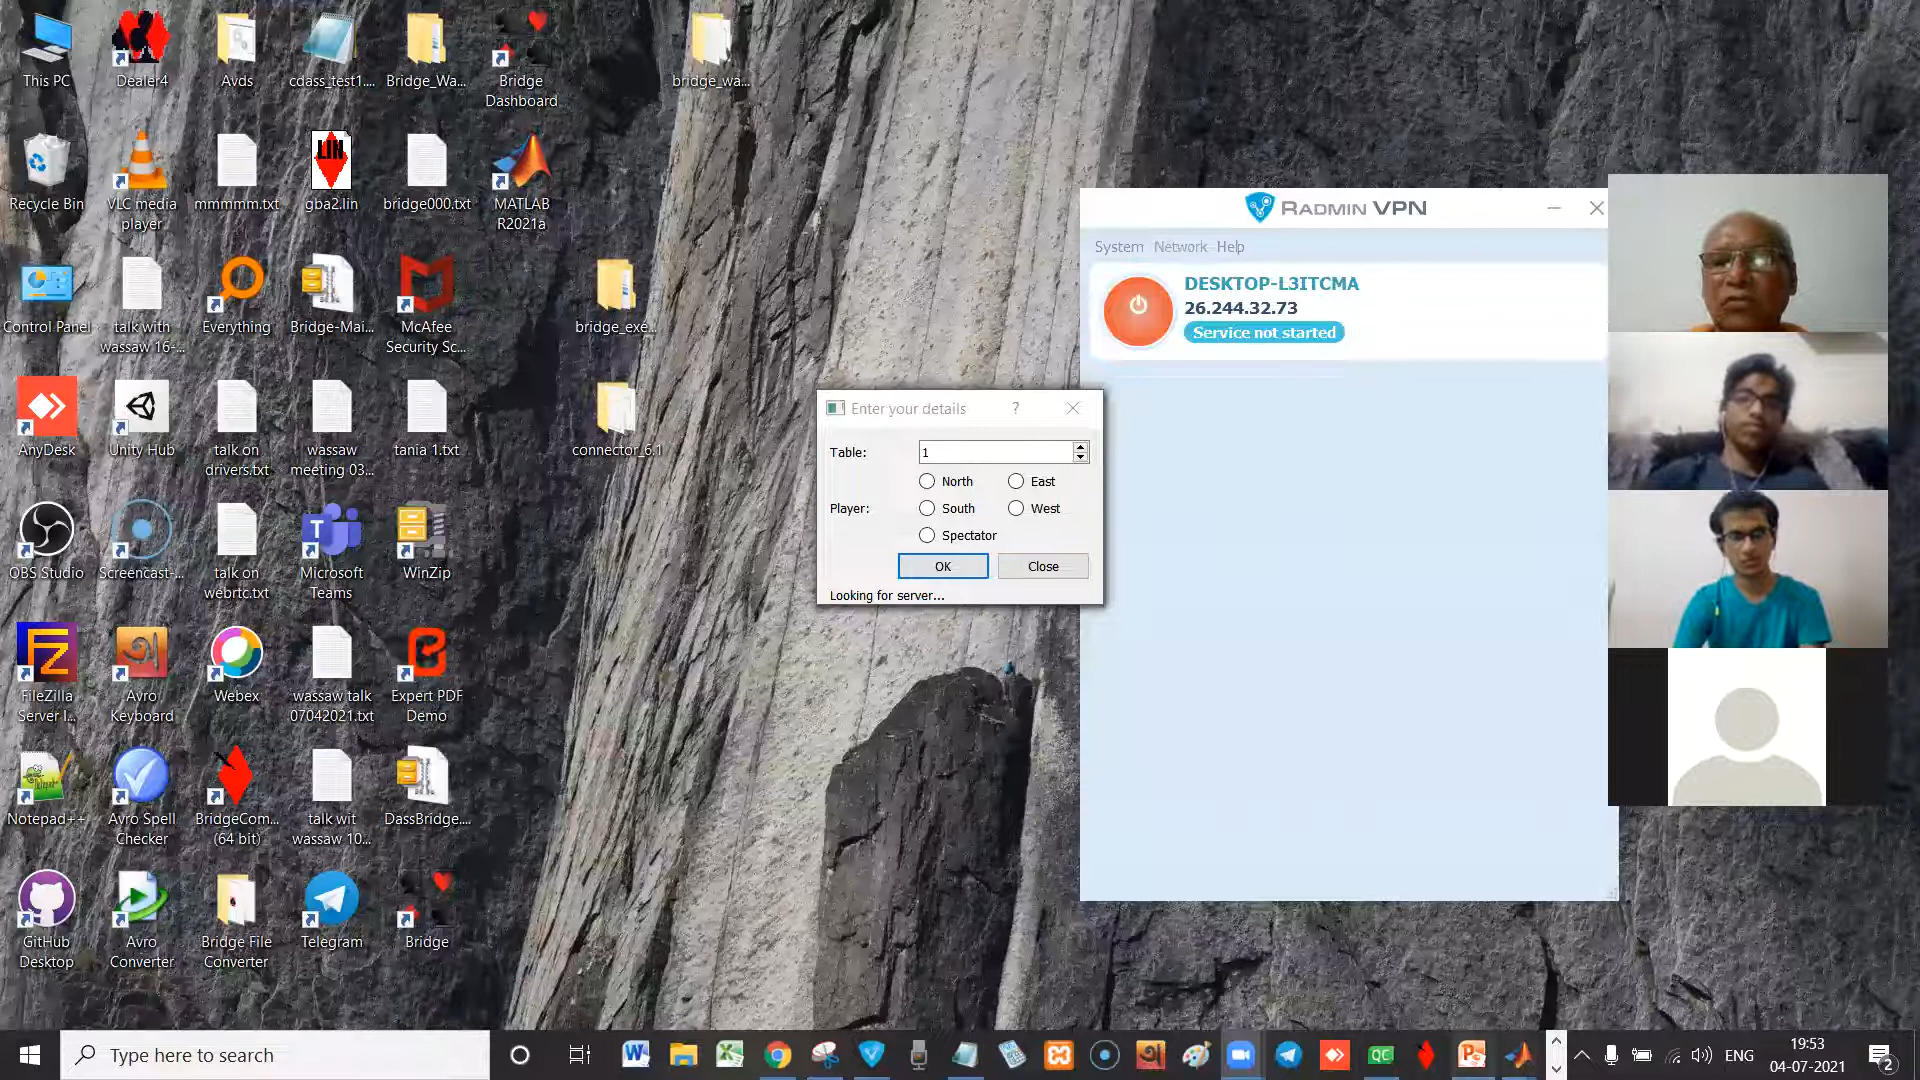 This PC
Dealer4
Avds
cdass_test1....
Bridge_Wa...
Bridge
Dashboard
bridge_wa...
Recycle Bin
VLC media
player
mmmmm.txt
LIN
gba2.lin
bridge000.txt
MATLAB
R2021a
Control Panel
talk with
wassaw 16-...
Everything
Bridge-Mai...
McAfee
Security Sc...
bridge_exe...
AnyDesk
Unity Hub
talk on
drivers.txt
wassaw
meeting 03...
tania 1.txt
connector_6.1
OBS Studio
Screencast-...
talk on
webrtc.txt
Microsoft
Teams
WinZip
FileZilla
Server I...
Avro
Keyboard
Webex
wassaw talk
07042021.txt
Expert PDF
Demo
Notepad++
Avro Spell
Checker
BridgeCom...
(64 bit)
talk wit
wassaw 10...
DassBridge....
GitHub
Desktop
Avro
Converter
Bridge File
Converter
Telegram
Bridge
RADMIN VPN
System Network Help
DESKTOP-L3ITCMA
26.244.32.73
Service not started
Enter your details
?
Table: 1
North East
Player: South West
Spectator
OK Close
Looking for server...
Type here to search
QC
ENG
19:53
04-07-2021
2